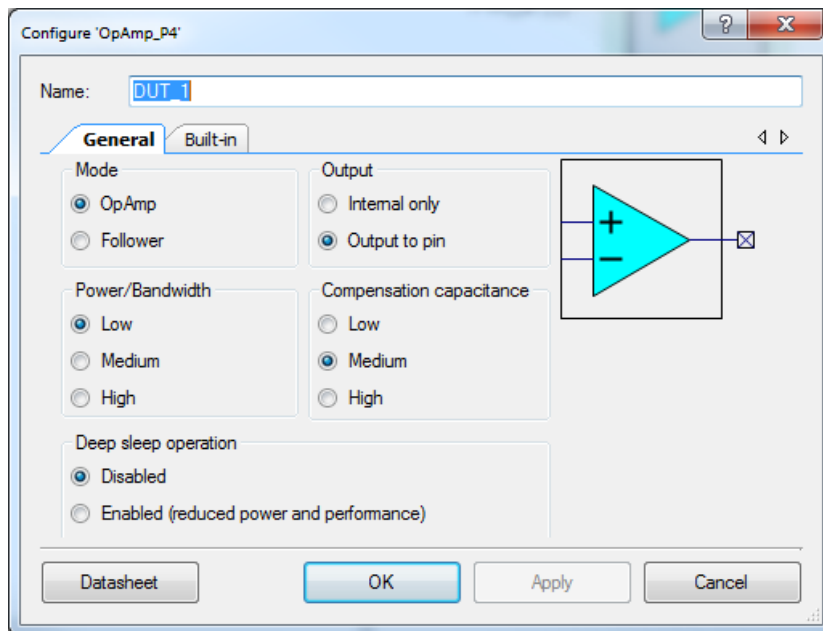 Configure 'OpAmp_P4'
?
X
Name: DUT_1
General Built-in
Mode
OpAmp
Follower
Output
Internal only
Output to pin
+
−
Power/Bandwidth
Low
Medium
High
Compensation capacitance
Low
Medium
High
Deep sleep operation
Disabled
Enabled (reduced power and performance)
Datasheet OK Apply Cancel